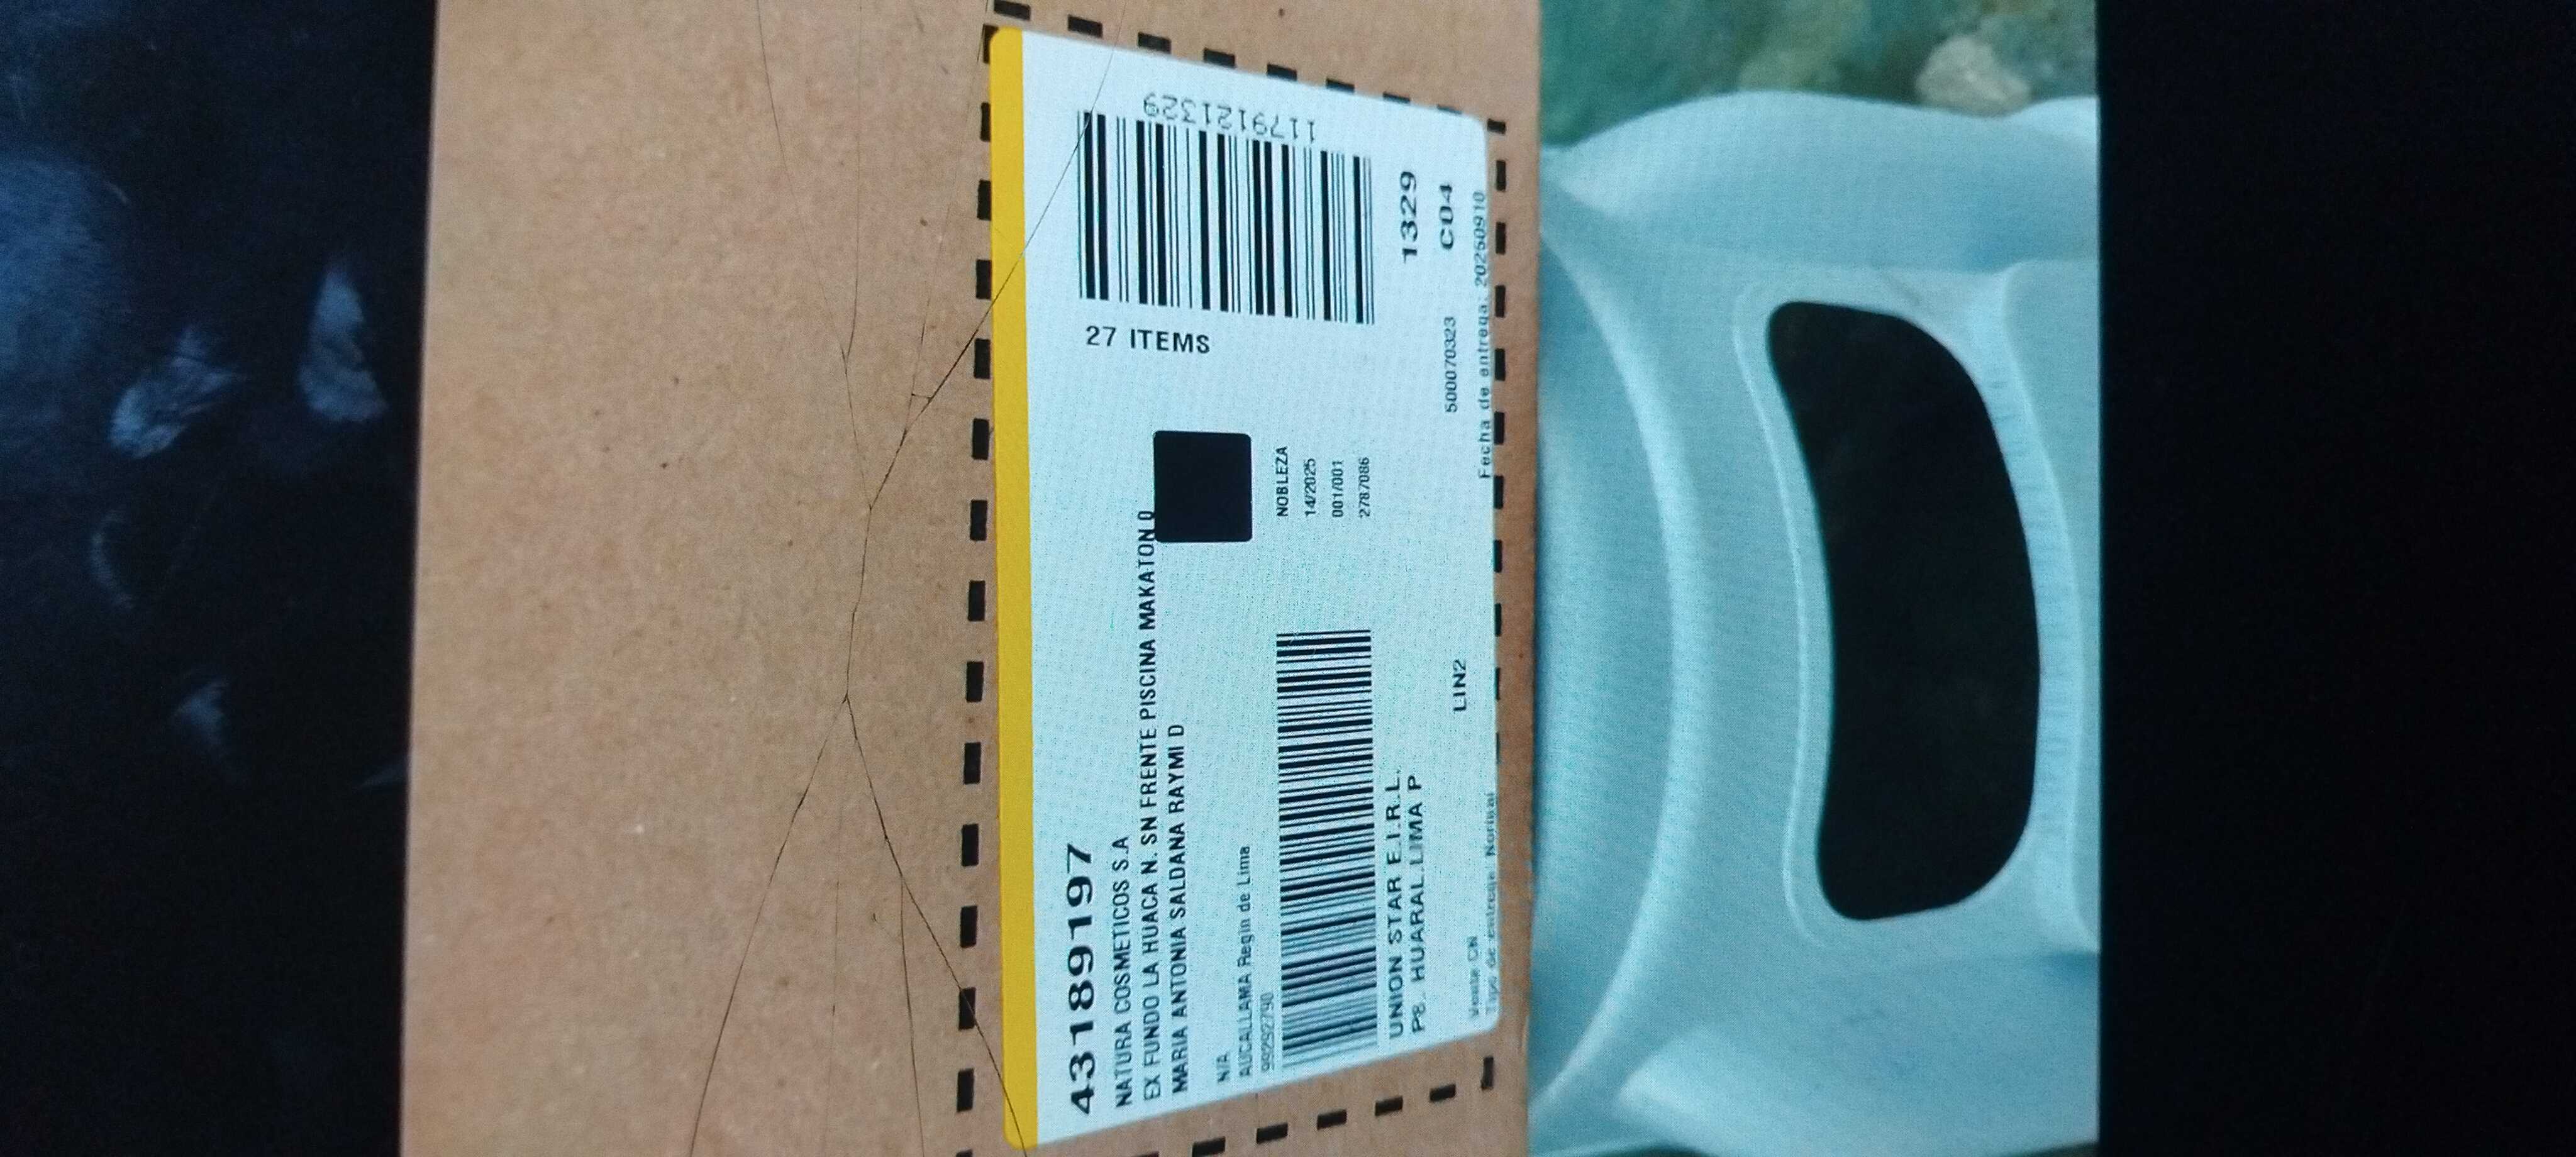 43189197
NATURA COSMETICOS S.A
EX FUNDO LA HUACA N. SN FRENTE PISCINA MAKATON D
MARIA ANTONIA SALDANA RAYMI D
N/A
AUCALLAMA Regin de Lima
992932790
UNION STAR E.I.R.L.
P8.. HUARAL.LIMA P
LIN2
Venta CN
Tipo de entrega: Normal
NOBLEZA
14/2025
001/001
2787086
27 ITEMS
1179121329
1329
C04
500070323
Fecha de entrega: 20250910